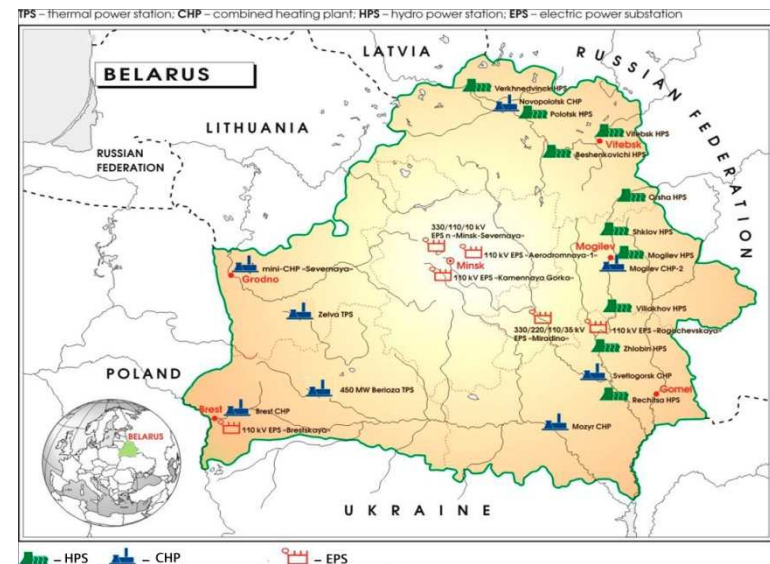 TPS – thermal power station; CHP – combined heating plant; HPS – hydro power station; EPS – electric power substation
BELARUS
LATVIA
RUSSIAN FEDERATION
LITHUANIA
RUSSIAN
FEDERATION
Verkhnedvinck HPS
Novopolotsk CHP
Polotsk HPS
Vitebsk HPS
Vitebsk
Beshenkovichi HPS
Orsha HPS
330/110/10 kV
EPS n «Minsk-Severnaya»
110 kV EPS «Aerodromnaya-1»
Minsk
110 kV EPS «Kamennaya Gorka»
Shklov HPS
Mogilev
Mogilev HPS
Mogilev CHP-2
mini-CHP «Severnaya»
Grodno
Zelva TPS
330/220/110/35 kV
EPS «Miradino»
Viliakhov HPS
110 kV EPS «Rogachevskaya»
Zhlobin HPS
POLAND
450 MW Berioza TPS
Svetlogorsk CHP
Gomel
Rechitsa HPS
Brest
Brest CHP
110 kV EPS «Brestskaya»
Mozyr CHP
BELARUS
UKRAINE
– HPS
– CHP
– EPS